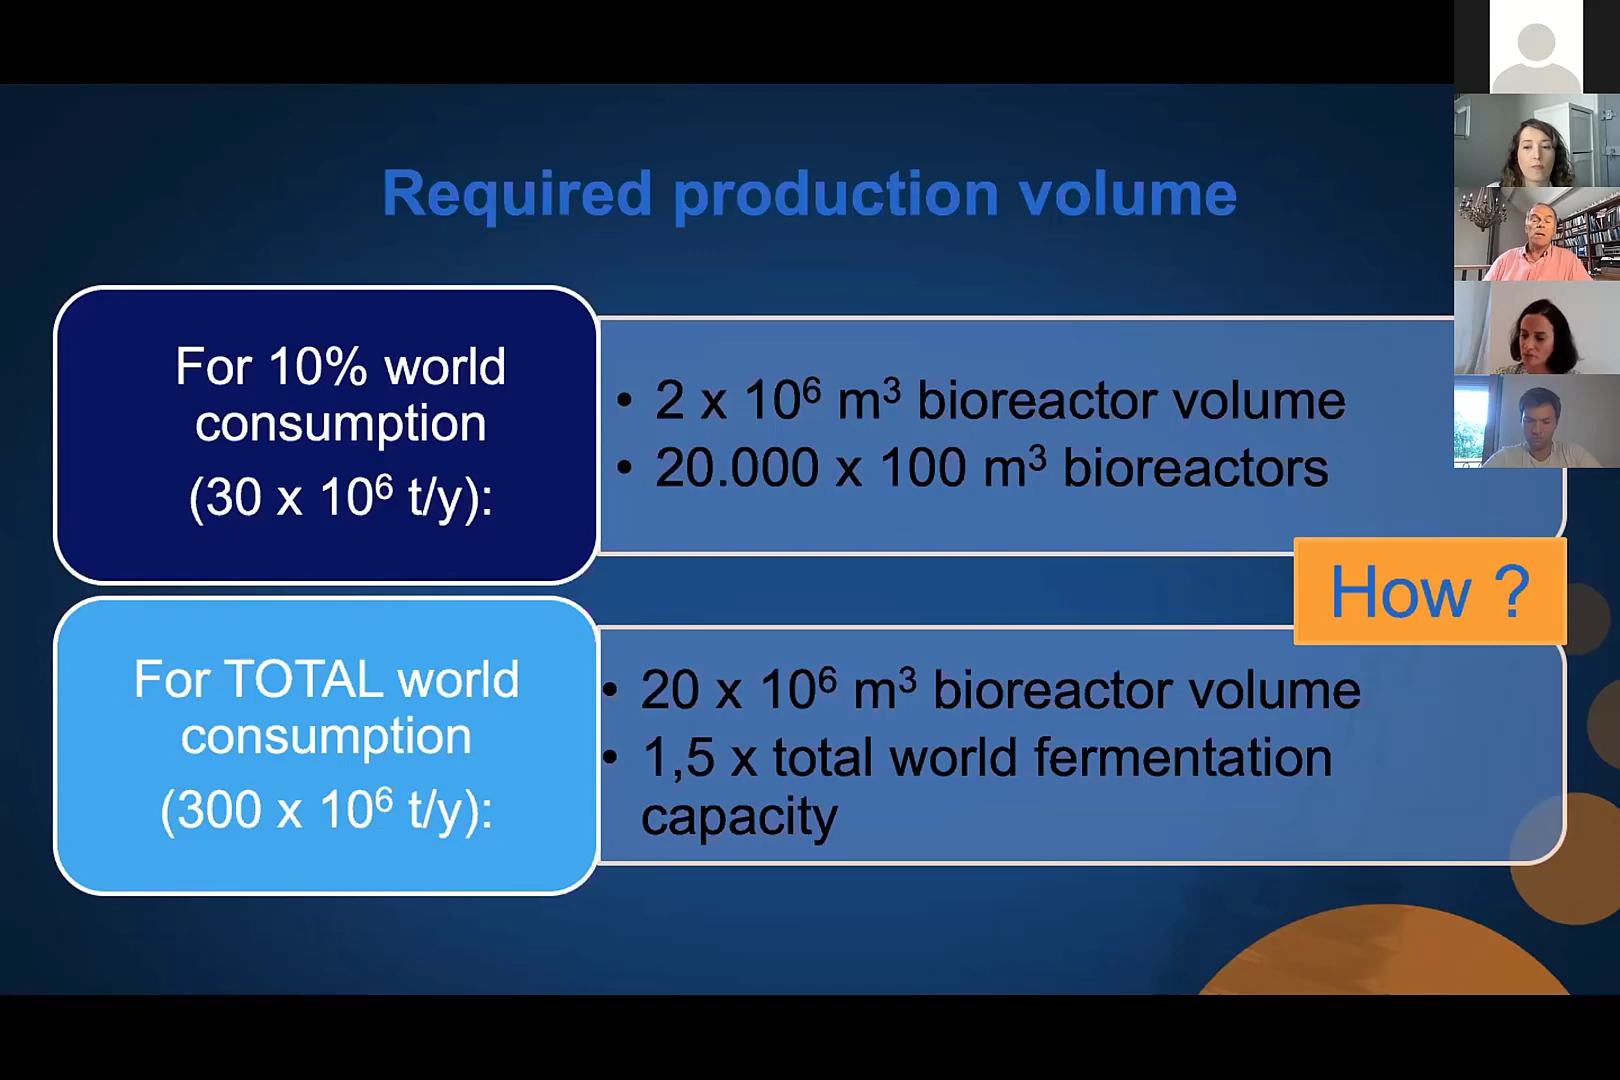 Required production volume
For 10% world
consumption
(30 x 10⁶ t/y):
• 2 x 10⁶ m³ bioreactor volume
• 20.000 x 100 m³ bioreactors
How ?
For TOTAL world
consumption
(300 x 10⁶ t/y):
• 20 x 10⁶ m³ bioreactor volume
• 1,5 x total world fermentation
capacity